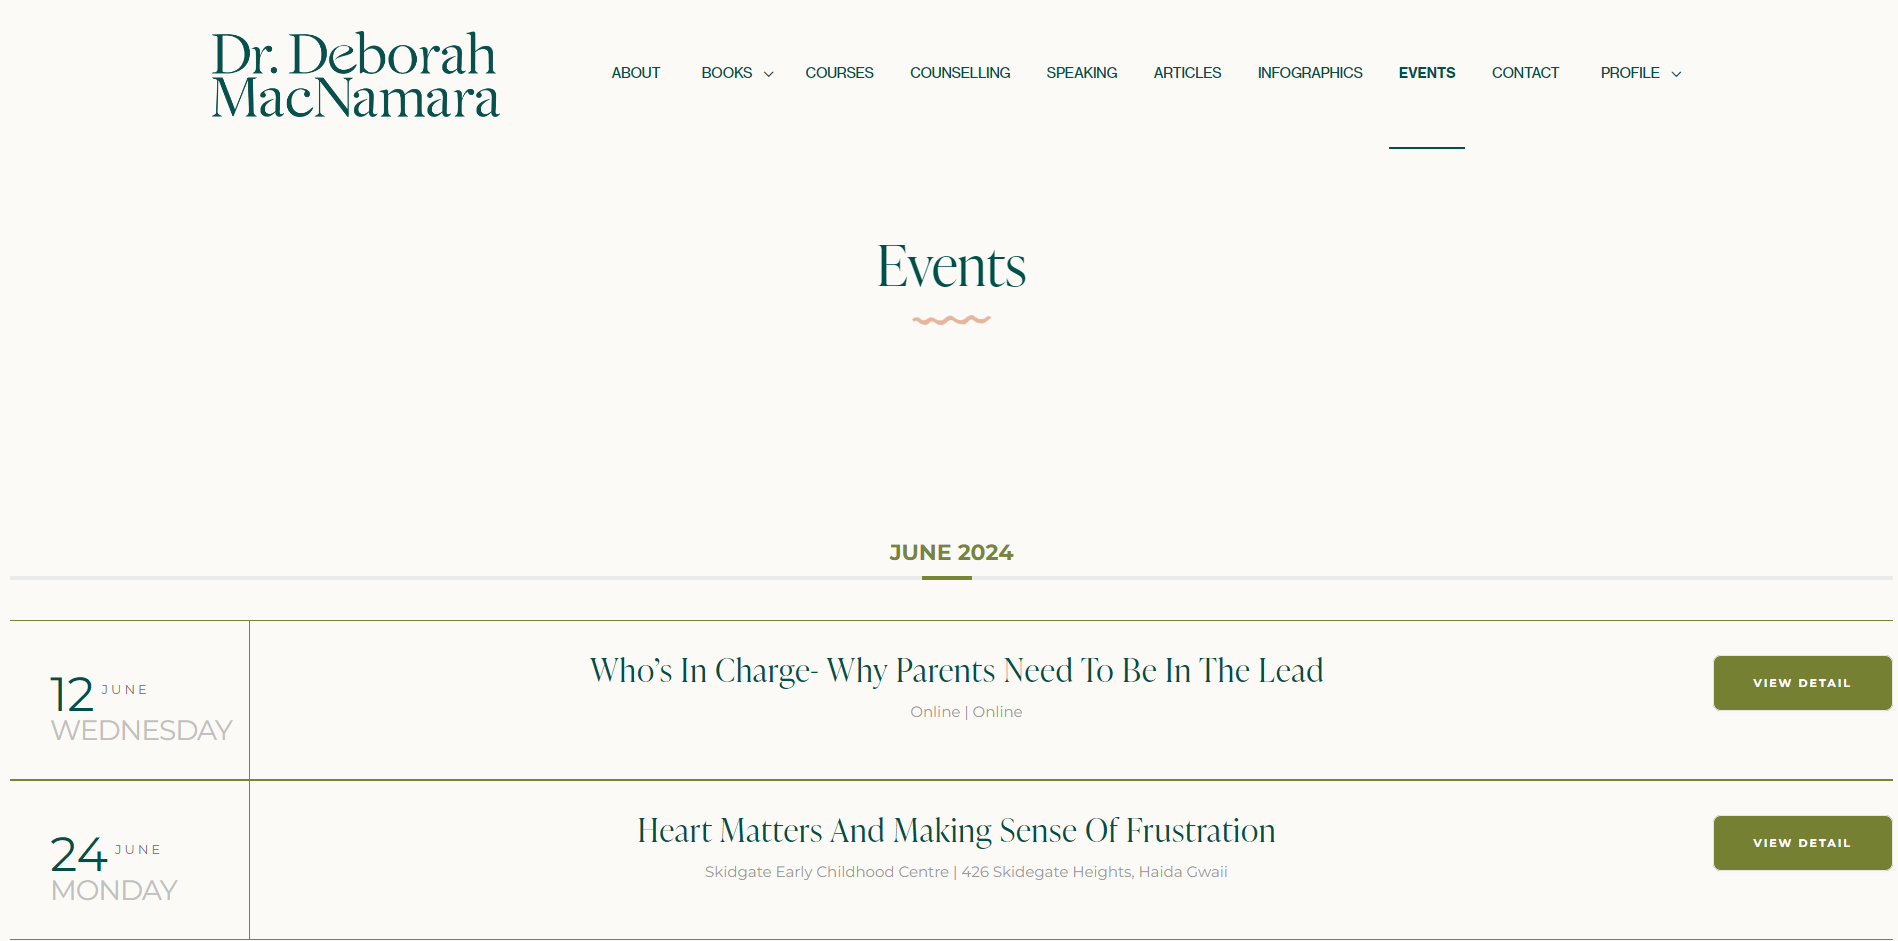 Dr. Deborah
MacNamara
ABOUT BOOKS COURSES COUNSELLING SPEAKING ARTICLES INFOGRAPHICS EVENTS CONTACT PROFILE
Events
JUNE 2024
12 JUNE
WEDNESDAY
Who’s In Charge- Why Parents Need To Be In The Lead
Online | Online
VIEW DETAIL
24 JUNE
MONDAY
Heart Matters And Making Sense Of Frustration
Skidgate Early Childhood Centre | 426 Skidegate Heights, Haida Gwaii
VIEW DETAIL